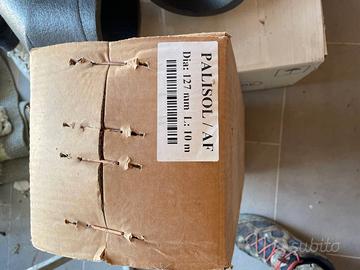 PALISOL / AF
Dia: 127 mm L: 10 m
subito